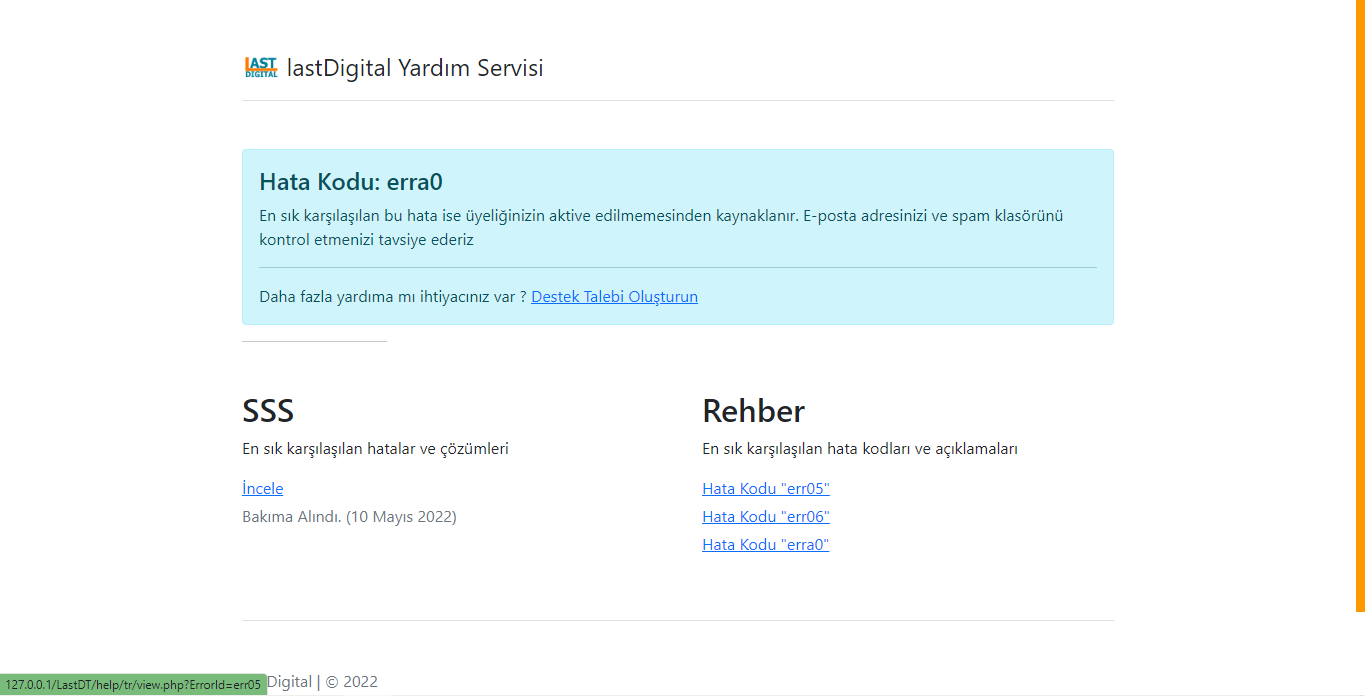 lAST
DIGITAL
lastDigital Yardım Servisi
Hata Kodu: erra0
En sık karşılaşılan bu hata ise üyeliğinizin aktive edilmemesinden kaynaklanır. E-posta adresinizi ve spam klasörünü
kontrol etmenizi tavsiye ederiz
Daha fazla yardıma mı ihtiyacınız var ? Destek Talebi Oluşturun
SSS
En sık karşılaşılan hatalar ve çözümleri
İncele
Bakıma Alındı. (10 Mayıs 2022)
Rehber
En sık karşılaşılan hata kodları ve açıklamaları
Hata Kodu "err05"
Hata Kodu "err06"
Hata Kodu "erra0"
127.0.0.1/LastDT/help/tr/view.php?ErrorId=err05
Digital | © 2022